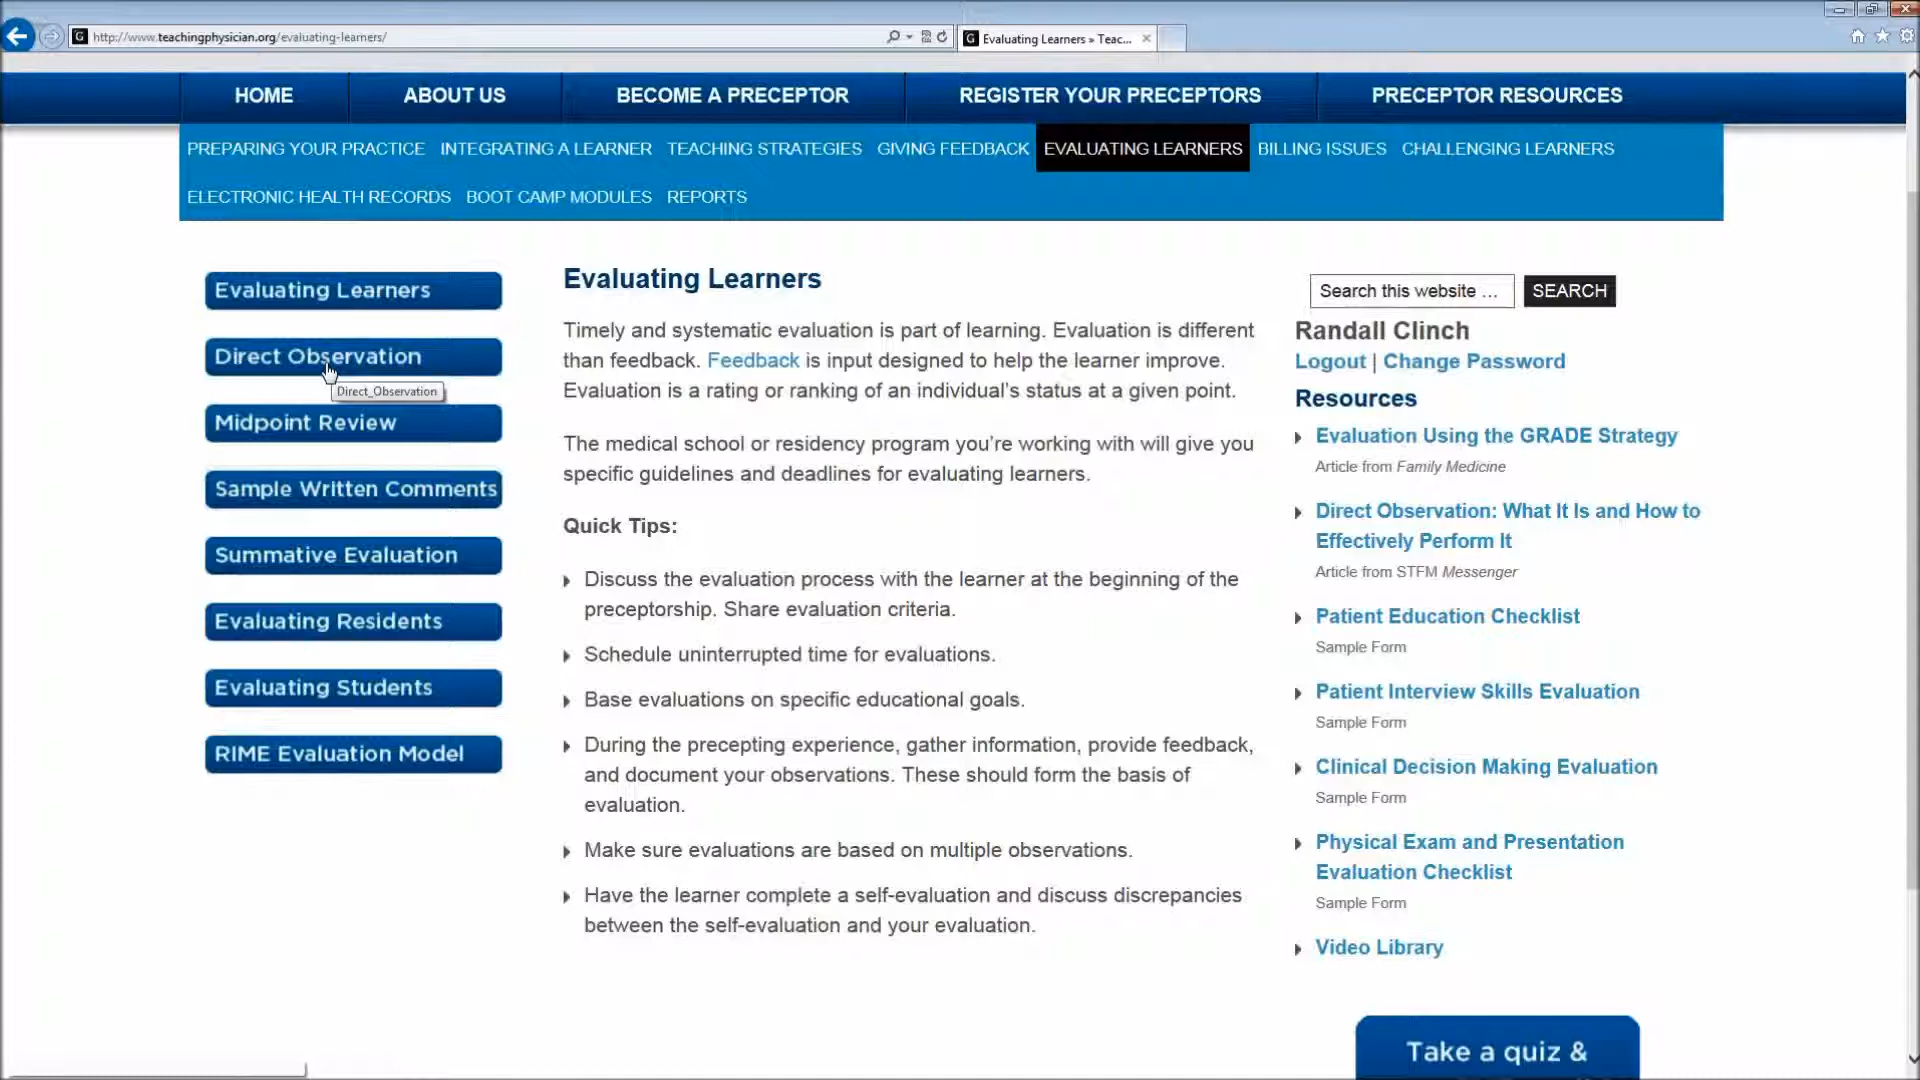 http://www.teachingphysician.org/evaluating-learners/
Evaluating Learners » Teac...
HOME
ABOUT US
BECOME A PRECEPTOR
REGISTER YOUR PRECEPTORS
PRECEPTOR RESOURCES
PREPARING YOUR PRACTICE
INTEGRATING A LEARNER
TEACHING STRATEGIES
GIVING FEEDBACK
EVALUATING LEARNERS
BILLING ISSUES
CHALLENGING LEARNERS
ELECTRONIC HEALTH RECORDS
BOOT CAMP MODULES
REPORTS
Evaluating Learners
Direct Observation
Direct_Observation
Midpoint Review
Sample Written Comments
Summative Evaluation
Evaluating Residents
Evaluating Students
RIME Evaluation Model
Evaluating Learners
Timely and systematic evaluation is part of learning. Evaluation is different
than feedback. Feedback is input designed to help the learner improve.
Evaluation is a rating or ranking of an individual's status at a given point.
The medical school or residency program you're working with will give you
specific guidelines and deadlines for evaluating learners.
Quick Tips:
Discuss the evaluation process with the learner at the beginning of the
preceptorship. Share evaluation criteria.
Schedule uninterrupted time for evaluations.
Base evaluations on specific educational goals.
During the precepting experience, gather information, provide feedback,
and document your observations. These should form the basis of
evaluation.
Make sure evaluations are based on multiple observations.
Have the learner complete a self-evaluation and discuss discrepancies
between the self-evaluation and your evaluation.
Search this website ...
SEARCH
Randall Clinch
Logout | Change Password
Resources
Evaluation Using the GRADE Strategy
Article from Family Medicine
Direct Observation: What It Is and How to
Effectively Perform It
Article from STFM Messenger
Patient Education Checklist
Sample Form
Patient Interview Skills Evaluation
Sample Form
Clinical Decision Making Evaluation
Sample Form
Physical Exam and Presentation
Evaluation Checklist
Sample Form
Video Library
Take a quiz &